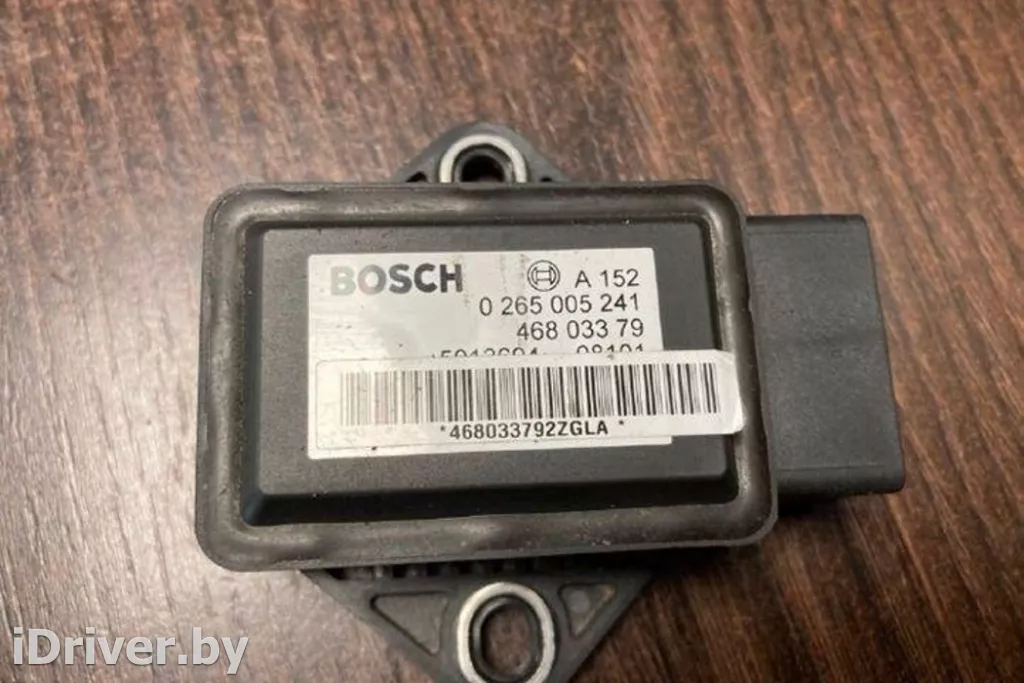 BOSCH A 152
0 265 005 241
468 033 79
*468033792ZGLA *
iDriver.by